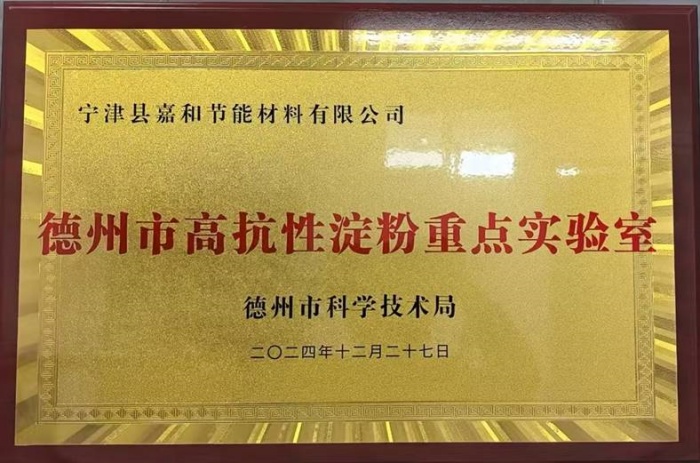 宁津县嘉和节能材料有限公司
德州市高抗性淀粉重点实验室
德州市科学技术局
二〇二四年十二月二十七日